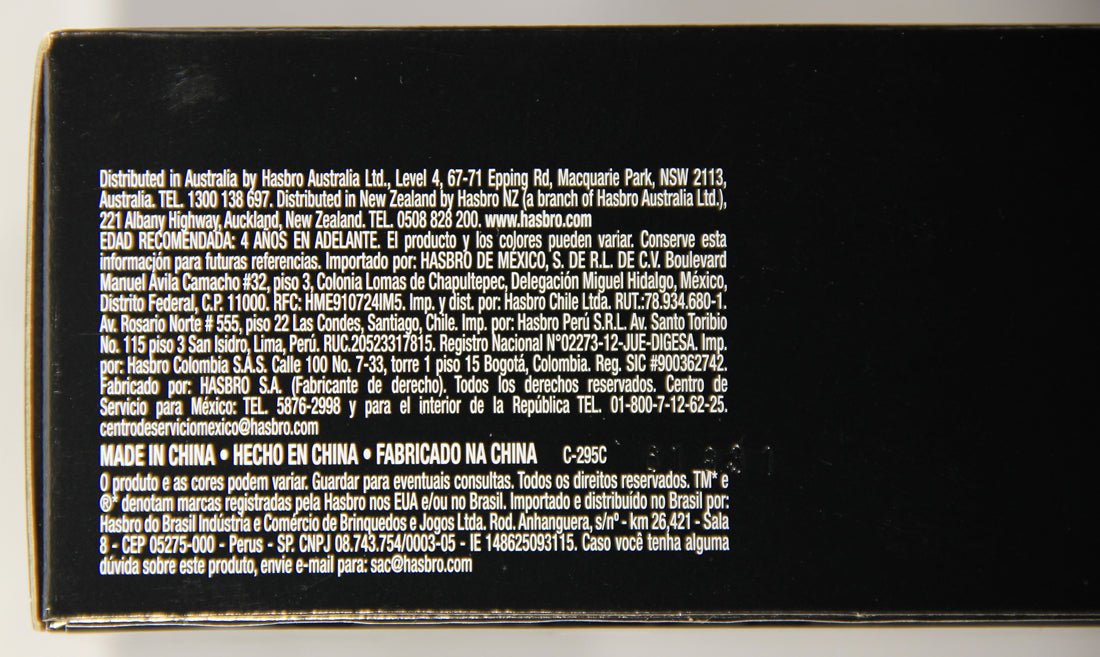 Distributed in Australia by Hasbro Australia Ltd., Level 4, 67-71 Epping Rd, Macquarie Park, NSW 2113,
Australia. TEL. 1300 138 697. Distributed in New Zealand by Hasbro NZ (a branch of Hasbro Australia Ltd.),
221 Albany Highway, Auckland, New Zealand. TEL. 0508 828 200. www.hasbro.com
EDAD RECOMENDADA: 4 AÑOS EN ADELANTE. El producto y los colores pueden variar. Conserve esta
información para futuras referencias. Importado por: HASBRO DE MÉXICO, S. DE R.L. DE C.V. Boulevard
Manuel Ávila Camacho #32, piso 3, Colonia Lomas de Chapultepec, Delegación Miguel Hidalgo, México,
Distrito Federal, C.P. 11000. RFC: HME910724IM5. Imp. y dist. por: Hasbro Chile Ltda. RUT.:78.934.680-1.
Av. Rosario Norte # 555, piso 22 Las Condes, Santiago, Chile. Imp. por: Hasbro Perú S.R.L. Av. Santo Toribio
No. 115 piso 3 San Isidro, Lima, Perú. RUC.20523317815. Registro Nacional N°02273-12-JUE-DIGESA. Imp.
por: Hasbro Colombia S.A.S. Calle 100 No. 7-33, torre 1 piso 15 Bogotá, Colombia. Reg. SIC #900362742.
Fabricado por: HASBRO S.A. (Fabricante de derecho). Todos los derechos reservados. Centro de
Servicio para México: TEL. 5876-2998 y para el interior de la República TEL. 01-800-7-12-62-25.
centrodeserviciomexico@hasbro.com
MADE IN CHINA • HECHO EN CHINA • FABRICADO NA CHINA C-295C
O produto e as cores podem variar. Guardar para eventuais consultas. Todos os direitos reservados. TM* e
®* denotam marcas registradas pela Hasbro nos EUA e/ou no Brasil. Importado e distribuído no Brasil por:
Hasbro do Brasil Indústria e Comércio de Brinquedos e Jogos Ltda. Rod. Anhanguera, s/nº - km 26,421 - Sala
8 - CEP 05275-000 - Perus - SP. CNPJ 08.743.754/0003-05 - IE 148625093115. Caso você tenha alguma
dúvida sobre este produto, envie e-mail para: sac@hasbro.com